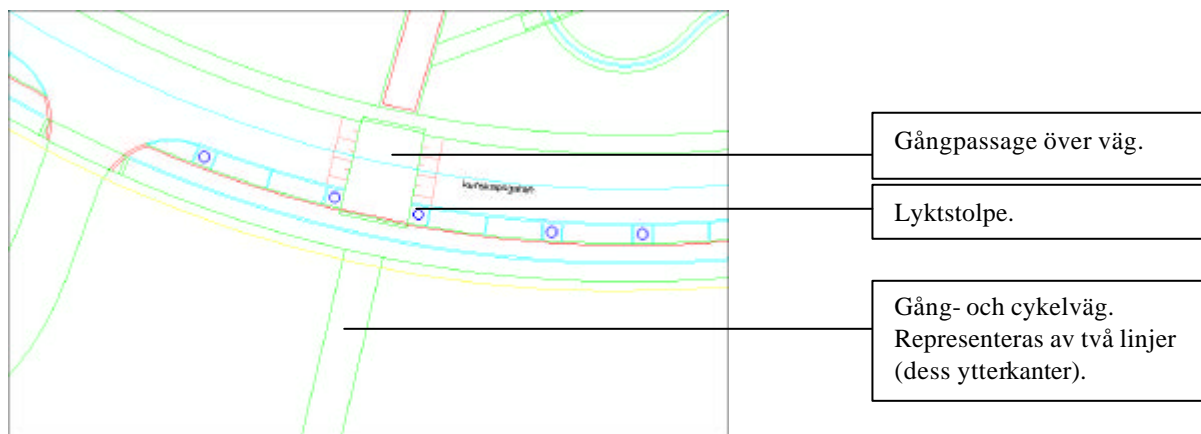 Gångpassage över väg.
Lyktstolpe.
Gång- och cykelväg.
Representeras av två linjer
(dess ytterkanter).